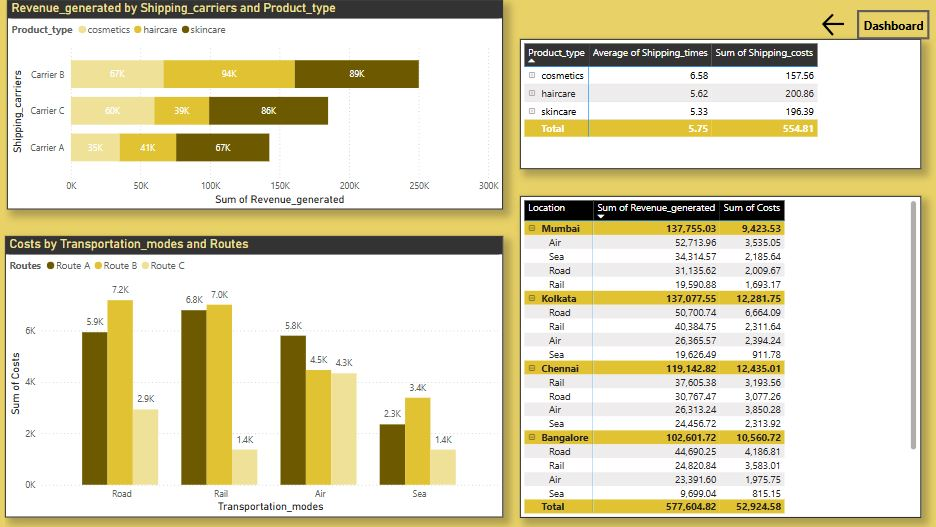 Revenue_generated by Shipping_carriers and Product_type
Product_type cosmetics haircare skincare
Shipping_carriers
Carrier B 67K 94K 89K
Carrier C 60K 39K 86K
Carrier A 35K 41K 67K
0K 50K 100K 150K 200K 250K 300K
Sum of Revenue_generated
Costs by Transportation_modes and Routes
Routes Route A Route B Route C
Sum of Costs
6K
4K
2K
0K
5.9K 7.2K 2.9K
6.8K 7.0K 1.4K
5.8K 4.5K 4.3K
2.3K 3.4K 1.4K
Road Rail Air Sea
Transportation_modes
Dashboard
Product_type Average of Shipping_times Sum of Shipping_costs
cosmetics 6.58 157.56
haircare 5.62 200.86
skincare 5.33 196.39
Total 5.75 554.81
Location Sum of Revenue_generated Sum of Costs
Mumbai 137,755.03 9,423.53
Air 52,713.96 3,535.05
Sea 34,314.57 2,185.64
Road 31,135.62 2,009.67
Rail 19,590.88 1,693.17
Kolkata 137,077.55 12,281.75
Road 50,700.74 6,664.09
Rail 40,384.75 2,311.64
Air 26,365.57 2,394.24
Sea 19,626.49 911.78
Chennai 119,142.82 12,435.01
Rail 37,605.38 3,193.56
Road 30,767.47 3,077.26
Air 26,313.24 3,850.28
Sea 24,456.72 2,313.92
Bangalore 102,601.72 10,560.72
Road 44,690.25 4,186.81
Rail 24,820.84 3,583.01
Air 23,391.60 1,975.75
Sea 9,699.04 815.15
Total 577,604.82 52,924.58